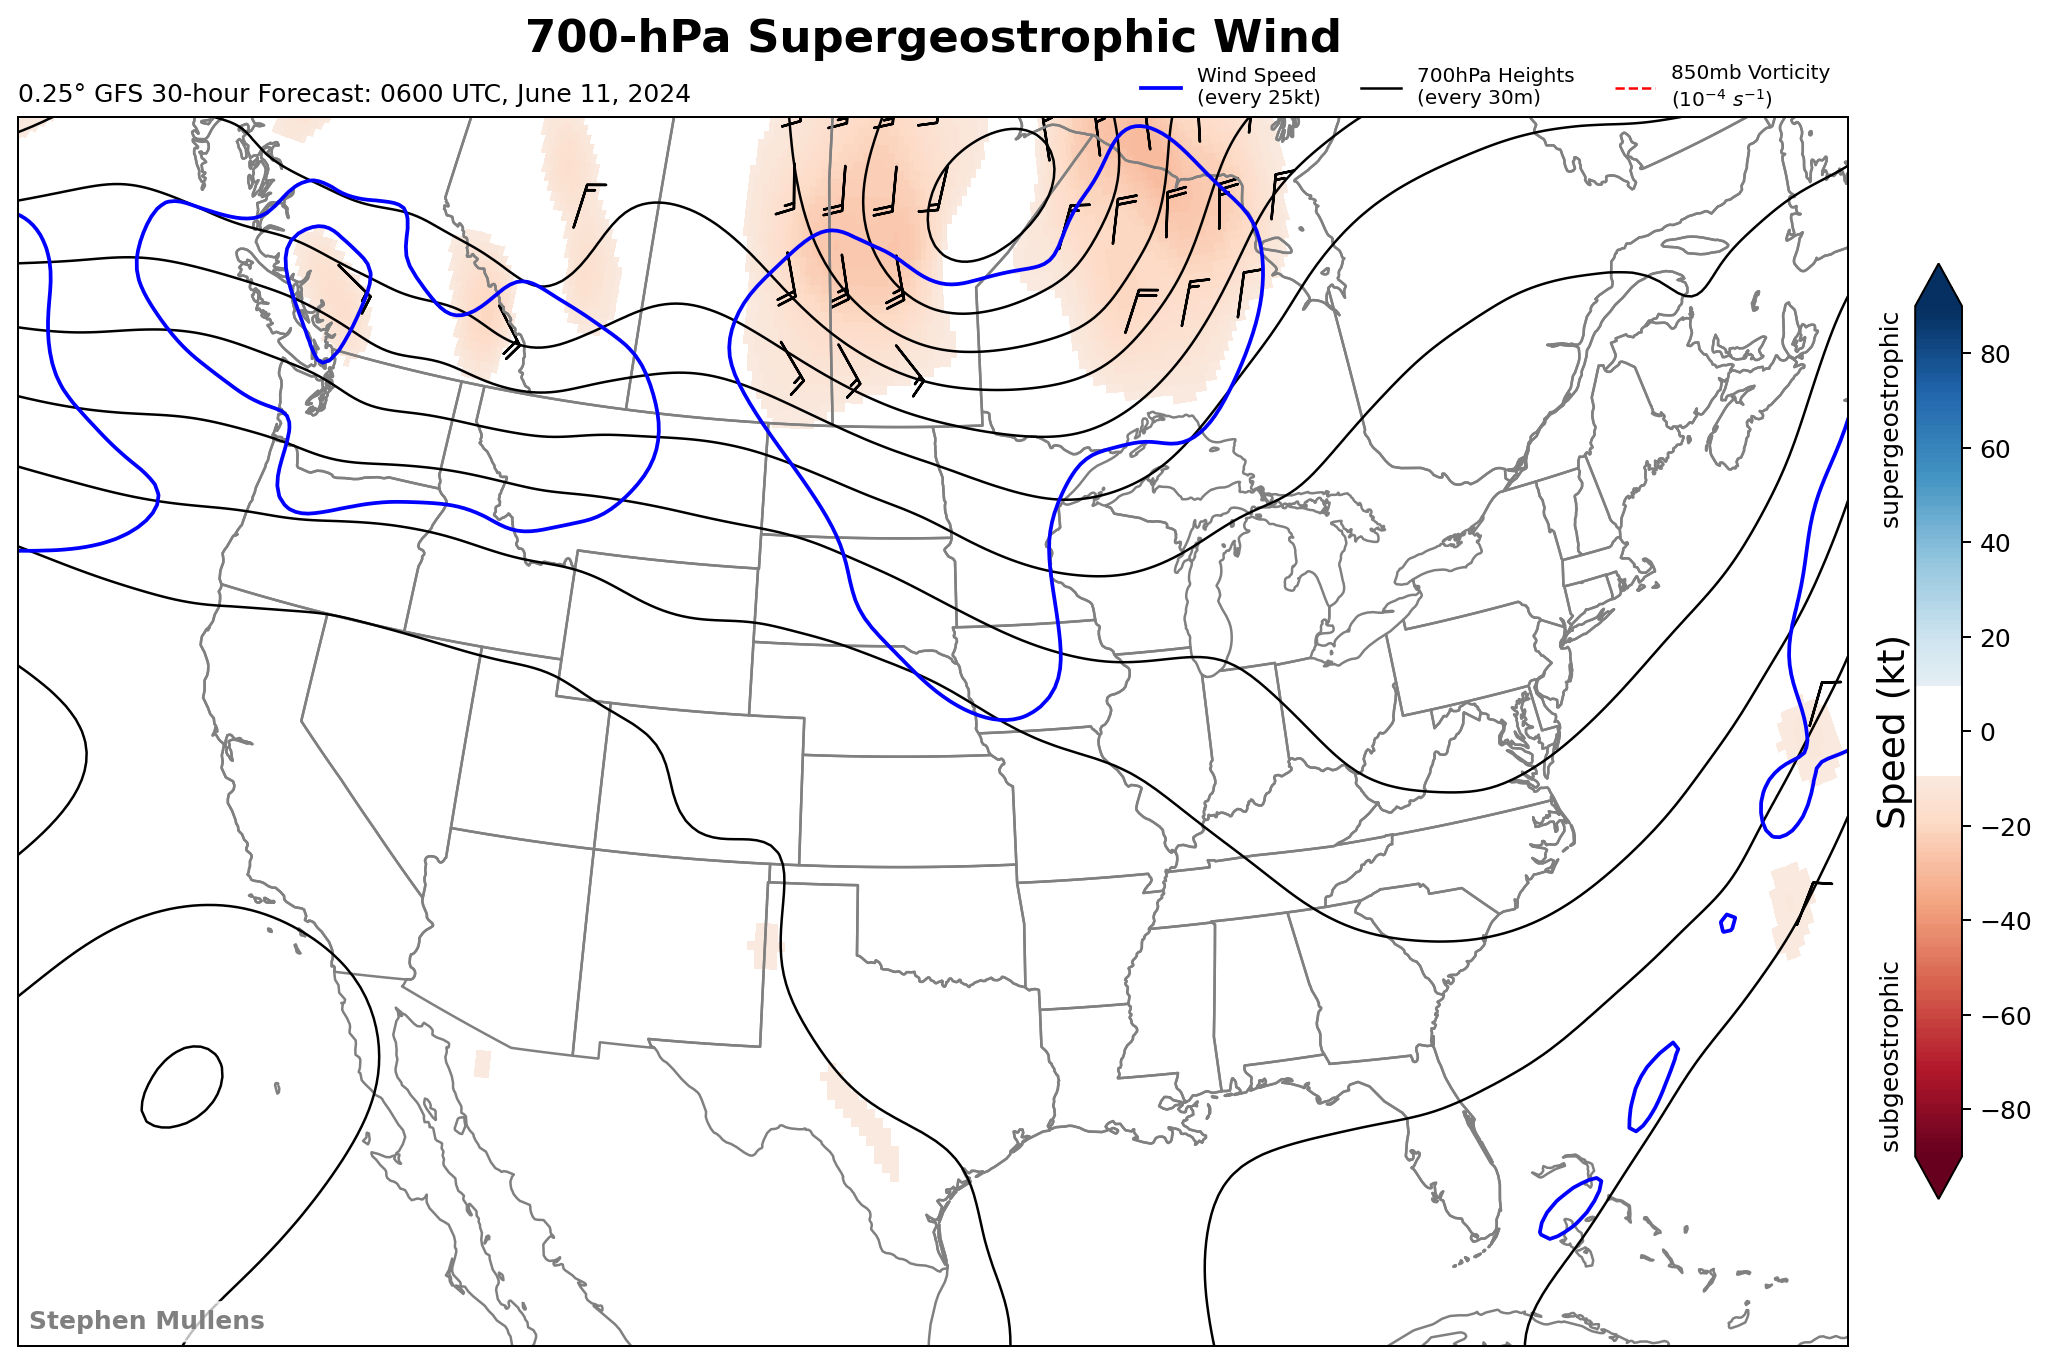 700-hPa Supergeostrophic Wind
0.25° GFS 30-hour Forecast: 0600 UTC, June 11, 2024
Wind Speed
(every 25kt)
700hPa Heights
(every 30m)
850mb Vorticity
(10⁻⁴ s⁻¹)
supergeostrophic
Speed (kt)
subgeostrophic
80
60
40
20
0
−20
−40
−60
−80
Stephen Mullens